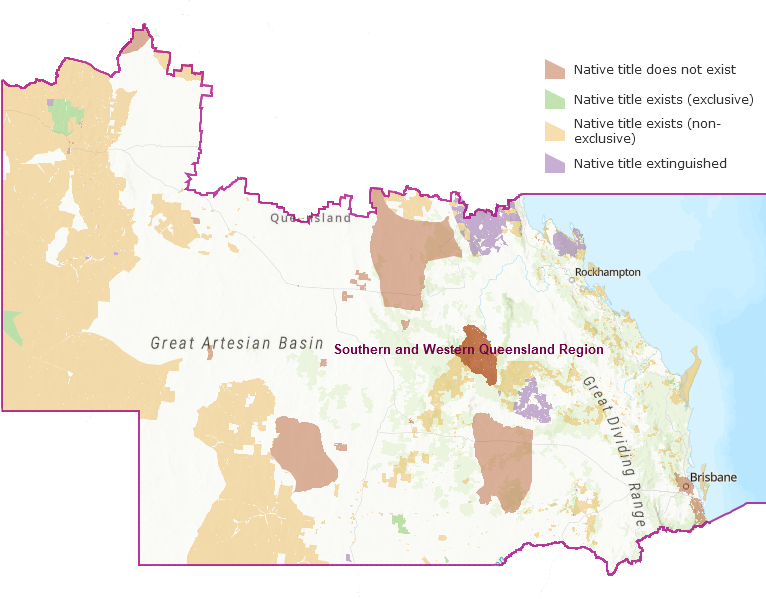 Native title does not exist
Native title exists (exclusive)
Native title exists (non-
exclusive)
Native title extinguished
Queensland
Rockhampton
Great Artesian Basin
Southern and Western Queensland Region
Great Dividing Range
Brisbane